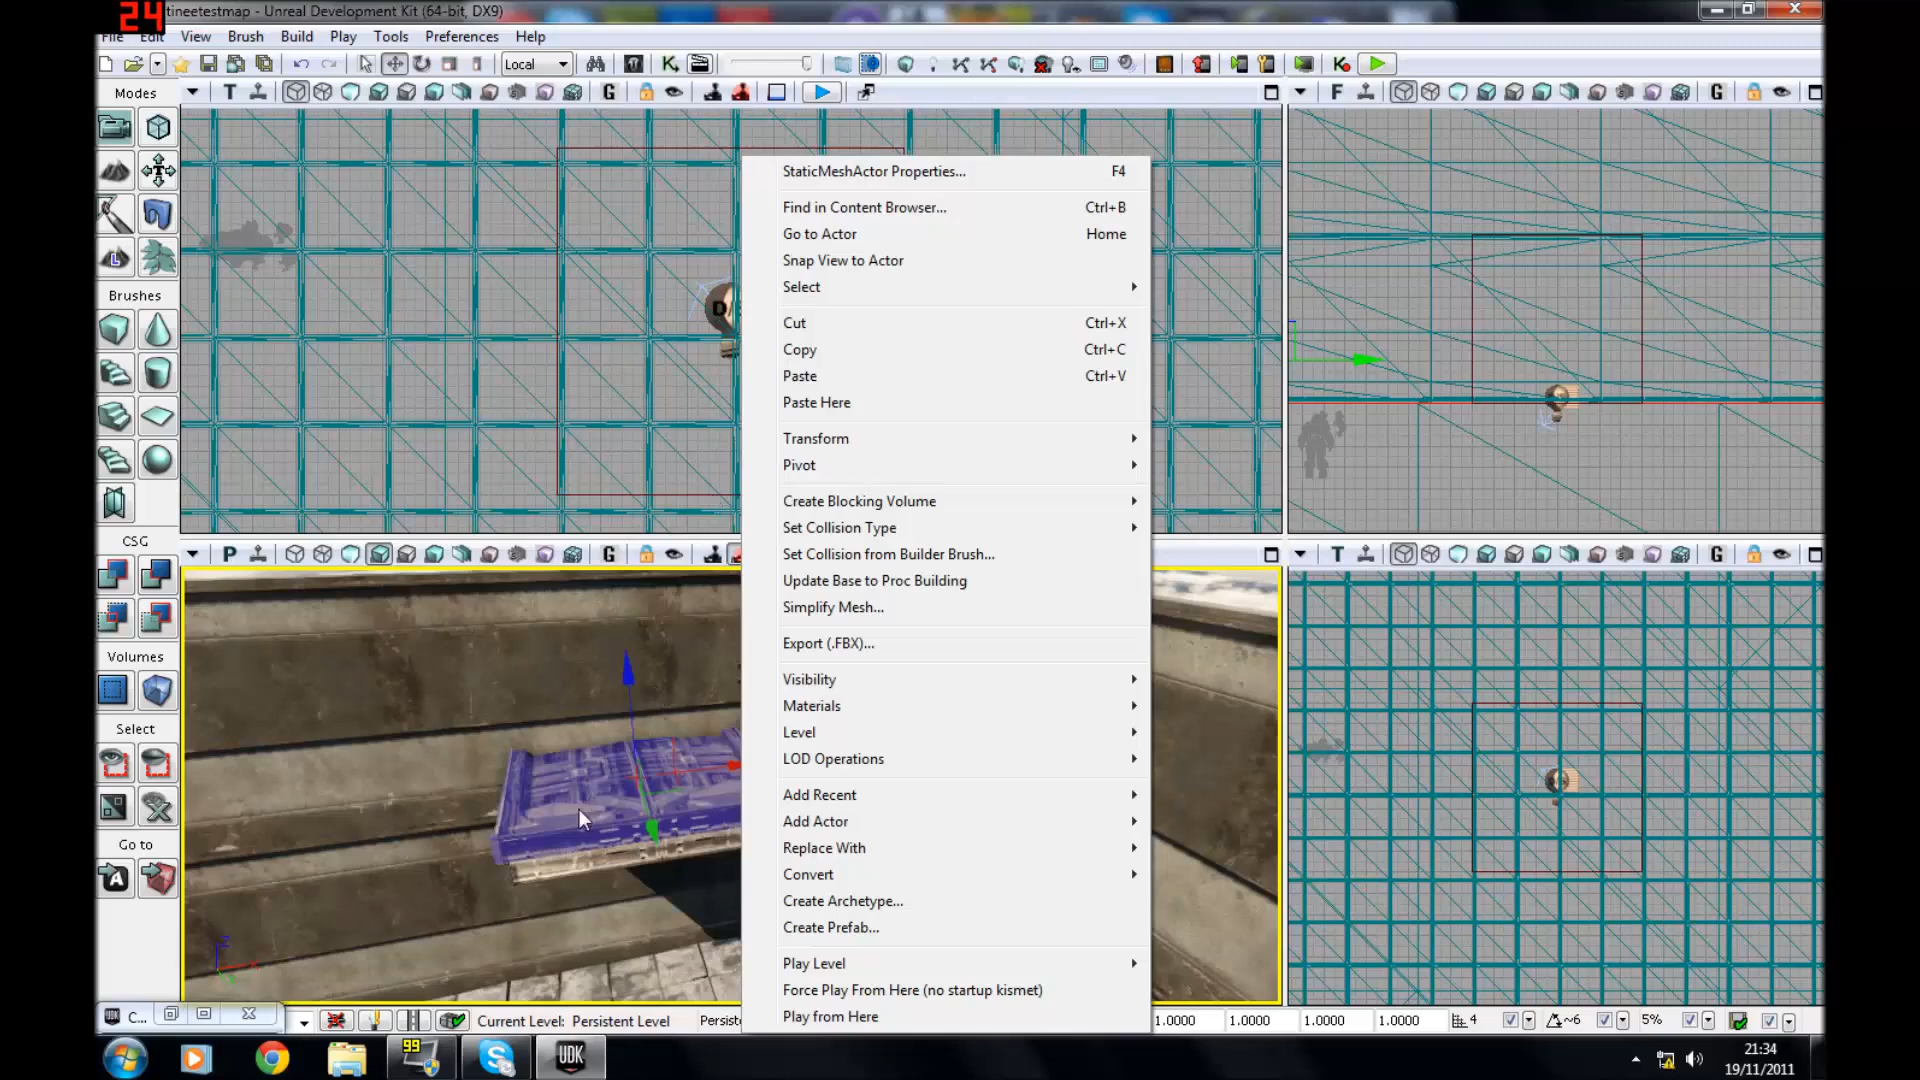 24
tineetestmap - Unreal Development Kit (64-bit, DX9)
File Edit View Brush Build Play Tools Preferences Help
Local
Modes
T
G
F
G
Brushes
CSG
Volumes
Select
Go to
P
G
T
G
D/
StaticMeshActor Properties... F4
Find in Content Browser... Ctrl+B
Go to Actor Home
Snap View to Actor
Select
Cut Ctrl+X
Copy Ctrl+C
Paste Ctrl+V
Paste Here
Transform
Pivot
Create Blocking Volume
Set Collision Type
Set Collision from Builder Brush...
Update Base to Proc Building
Simplify Mesh...
Export (.FBX)...
Visibility
Materials
Level
LOD Operations
Add Recent
Add Actor
Replace With
Convert
Create Archetype...
Create Prefab...
Play Level
Force Play From Here (no startup kismet)
Play from Here
C...
Current Level: Persistent Level Persiste
1.0000 1.0000 1.0000 1.0000 4 ~6 5%
99
UDK
21:34
19/11/2011